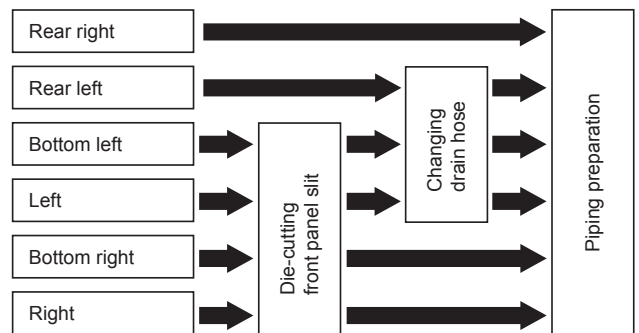 Rear right
Rear left
Bottom left
Left
Bottom right
Right
Die-cutting
front panel slit
Changing
drain hose
Piping preparation